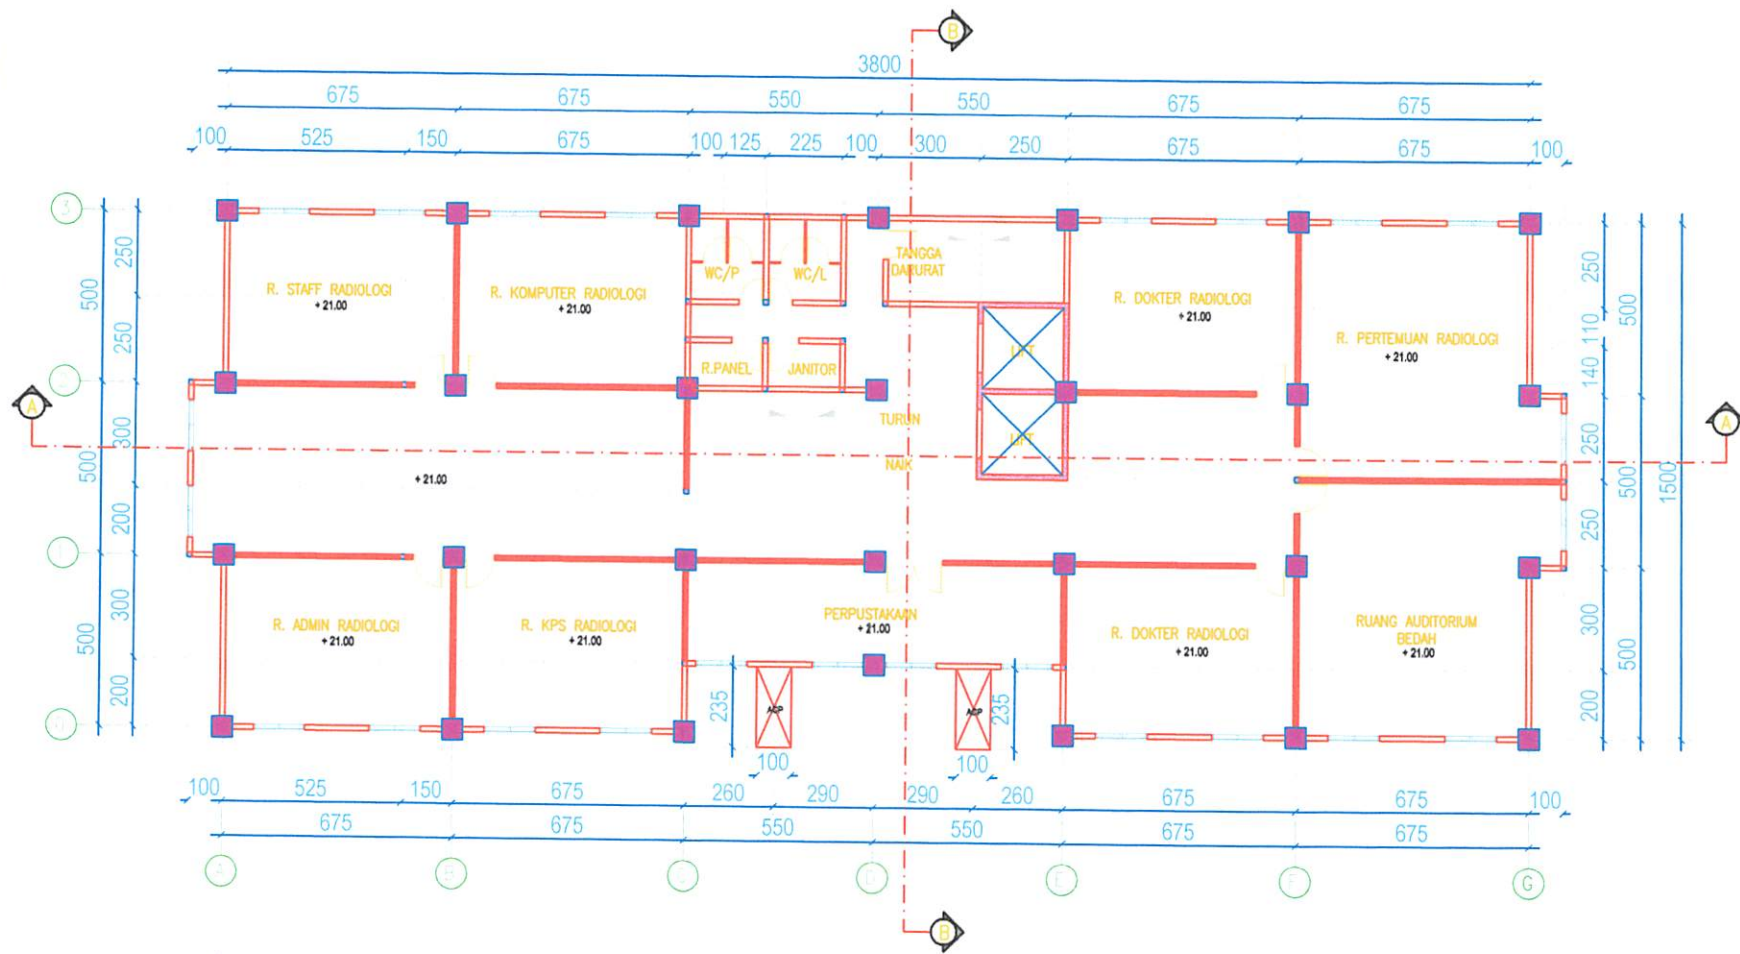 B
3800
675 675 550 550 675 675
100 525 150 675 100 125 225 100 300 250 675 675 100
3
250
500
250
TANGGA
DARURAT
WC/P
WC/L
R. STAFF RADIOLOGI
+ 21.00
R. KOMPUTER RADIOLOGI
+ 21.00
R. DOKTER RADIOLOGI
+ 21.00
R. PERTEMUAN RADIOLOGI
+ 21.00
250
110
500
140
R.PANEL
JANITOR
LIFT
2
A
TURUN
A
300
500
200
LIFT
NAIK
+ 21.00
250
500
250
1500
1
300
500
200
R. ADMIN RADIOLOGI
+ 21.00
R. KPS RADIOLOGI
+ 21.00
PERPUSTAKAAN
+ 21.00
R. DOKTER RADIOLOGI
+ 21.00
RUANG AUDITORIUM
BEDAH
+ 21.00
300
500
200
235
ACP
ACP
235
100
100
100 525 150 675 260 290 290 260 675 675 100
675 675 550 550 675 675
A B C D E F G
B